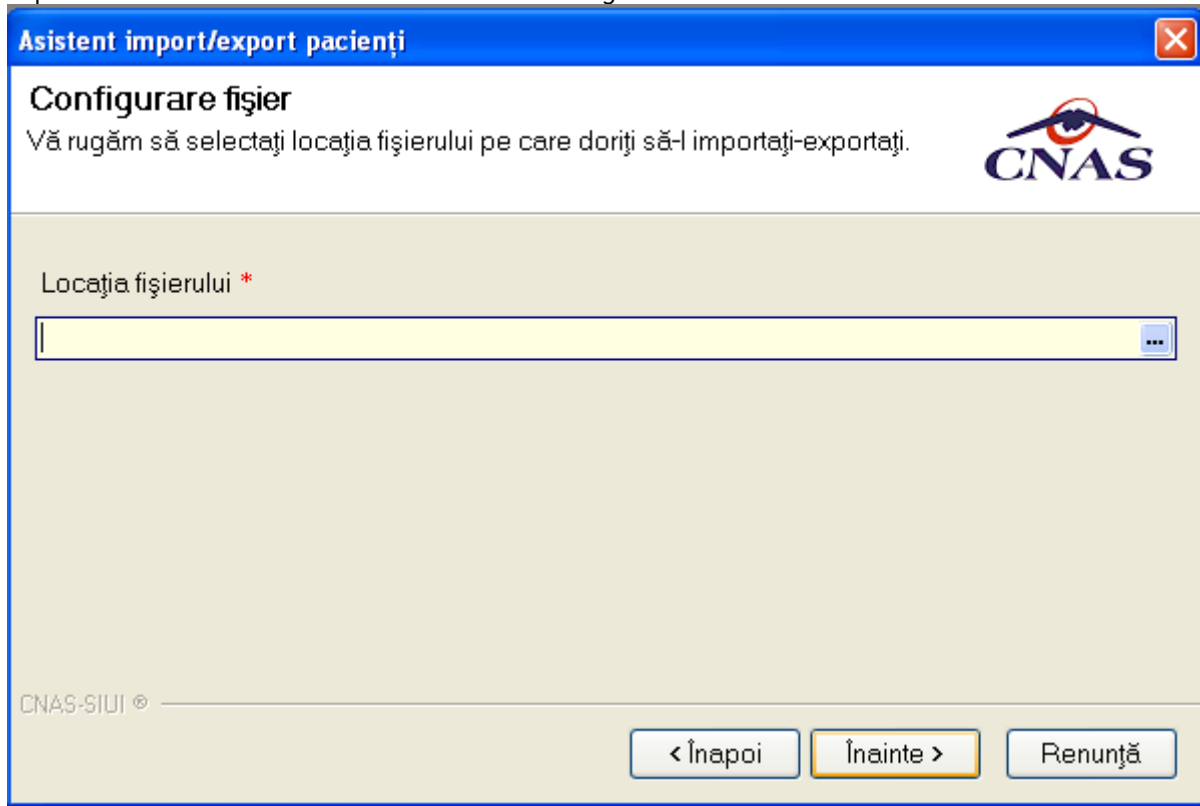 Asistent import/export pacienți
Configurare fişier
Vă rugăm să selectaţi locaţia fişierului pe care doriţi să-l importaţi-exportaţi.
CNAS
Locaţia fişierului *
...
CNAS-SIUI ®
< Înapoi
Înainte >
Renunţă